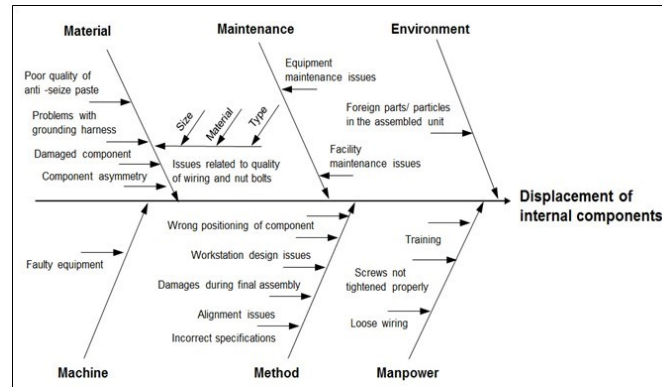 Material
Maintenance
Environment
Poor quality of
anti -seize paste
Problems with
grounding harness
Damaged component
Component asymmetry
Size
Material
Type
Issues related to quality
of wiring and nut bolts
Equipment
maintenance issues
Facility
maintenance issues
Foreign parts/ particles
in the assembled unit
Displacement of
internal components
Faulty equipment
Wrong positioning of component
Workstation design issues
Damages during final assembly
Alignment issues
Incorrect specifications
Training
Screws not
tightened properly
Loose wiring
Machine
Method
Manpower